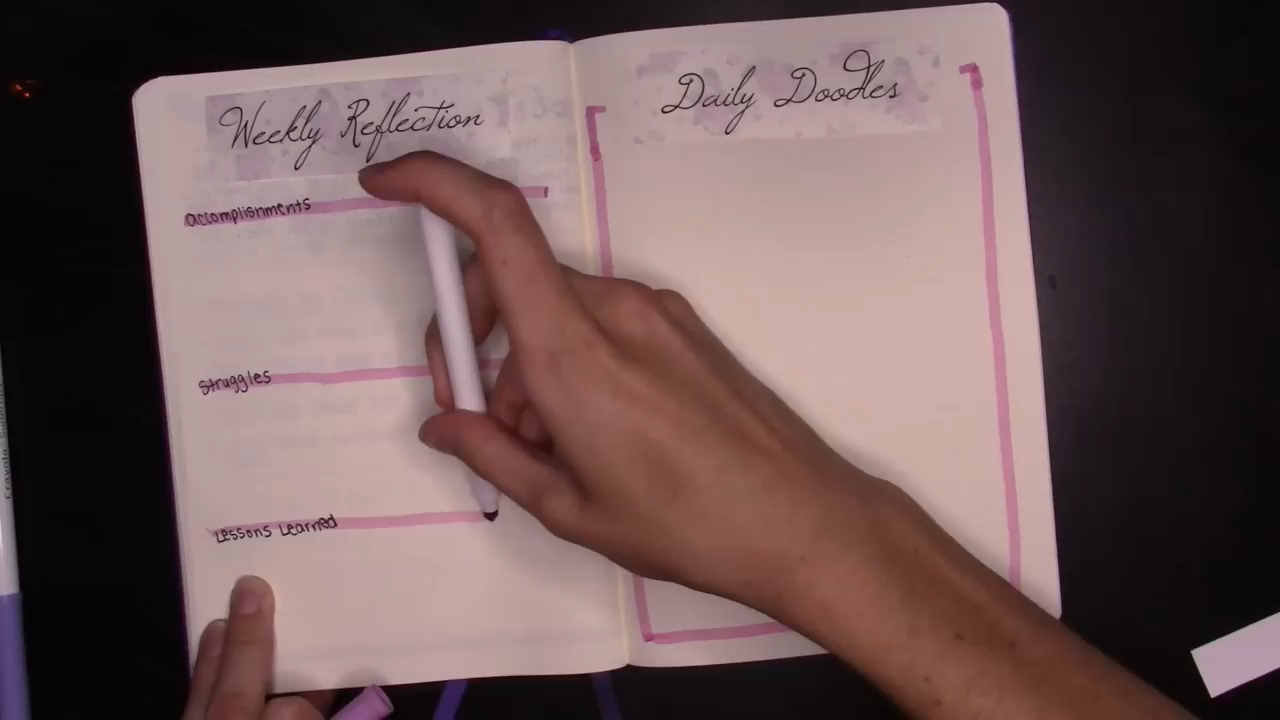 Weekly Reflection
Accomplishments
Struggles
Lessons Learned
Daily Doodles